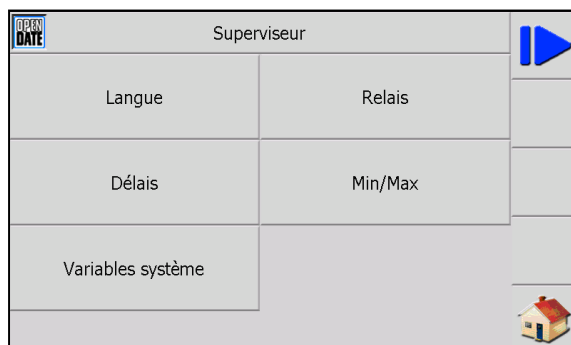 OPEN
DATE
Superviseur
Langue
Relais
Délais
Min/Max
Variables système